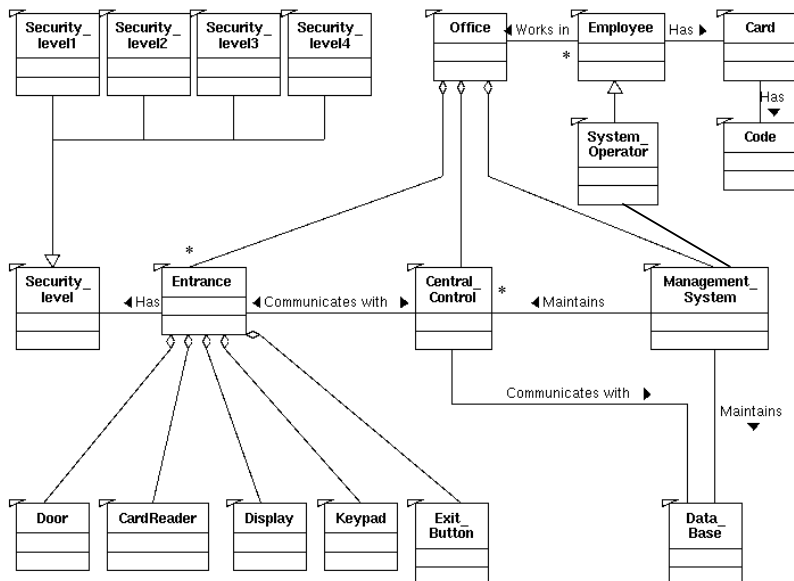 Security_
level1
Security_
level2
Security_
level3
Security_
level4
Office
Works in
*
Employee
Has
Card
Has
System_
Operator
Code
*
Security_
level
Has
Entrance
Communicates with
Central_
Control
*
Maintains
Management_
System
Communicates with
Maintains
Door
CardReader
Display
Keypad
Exit_
Button
Data_
Base